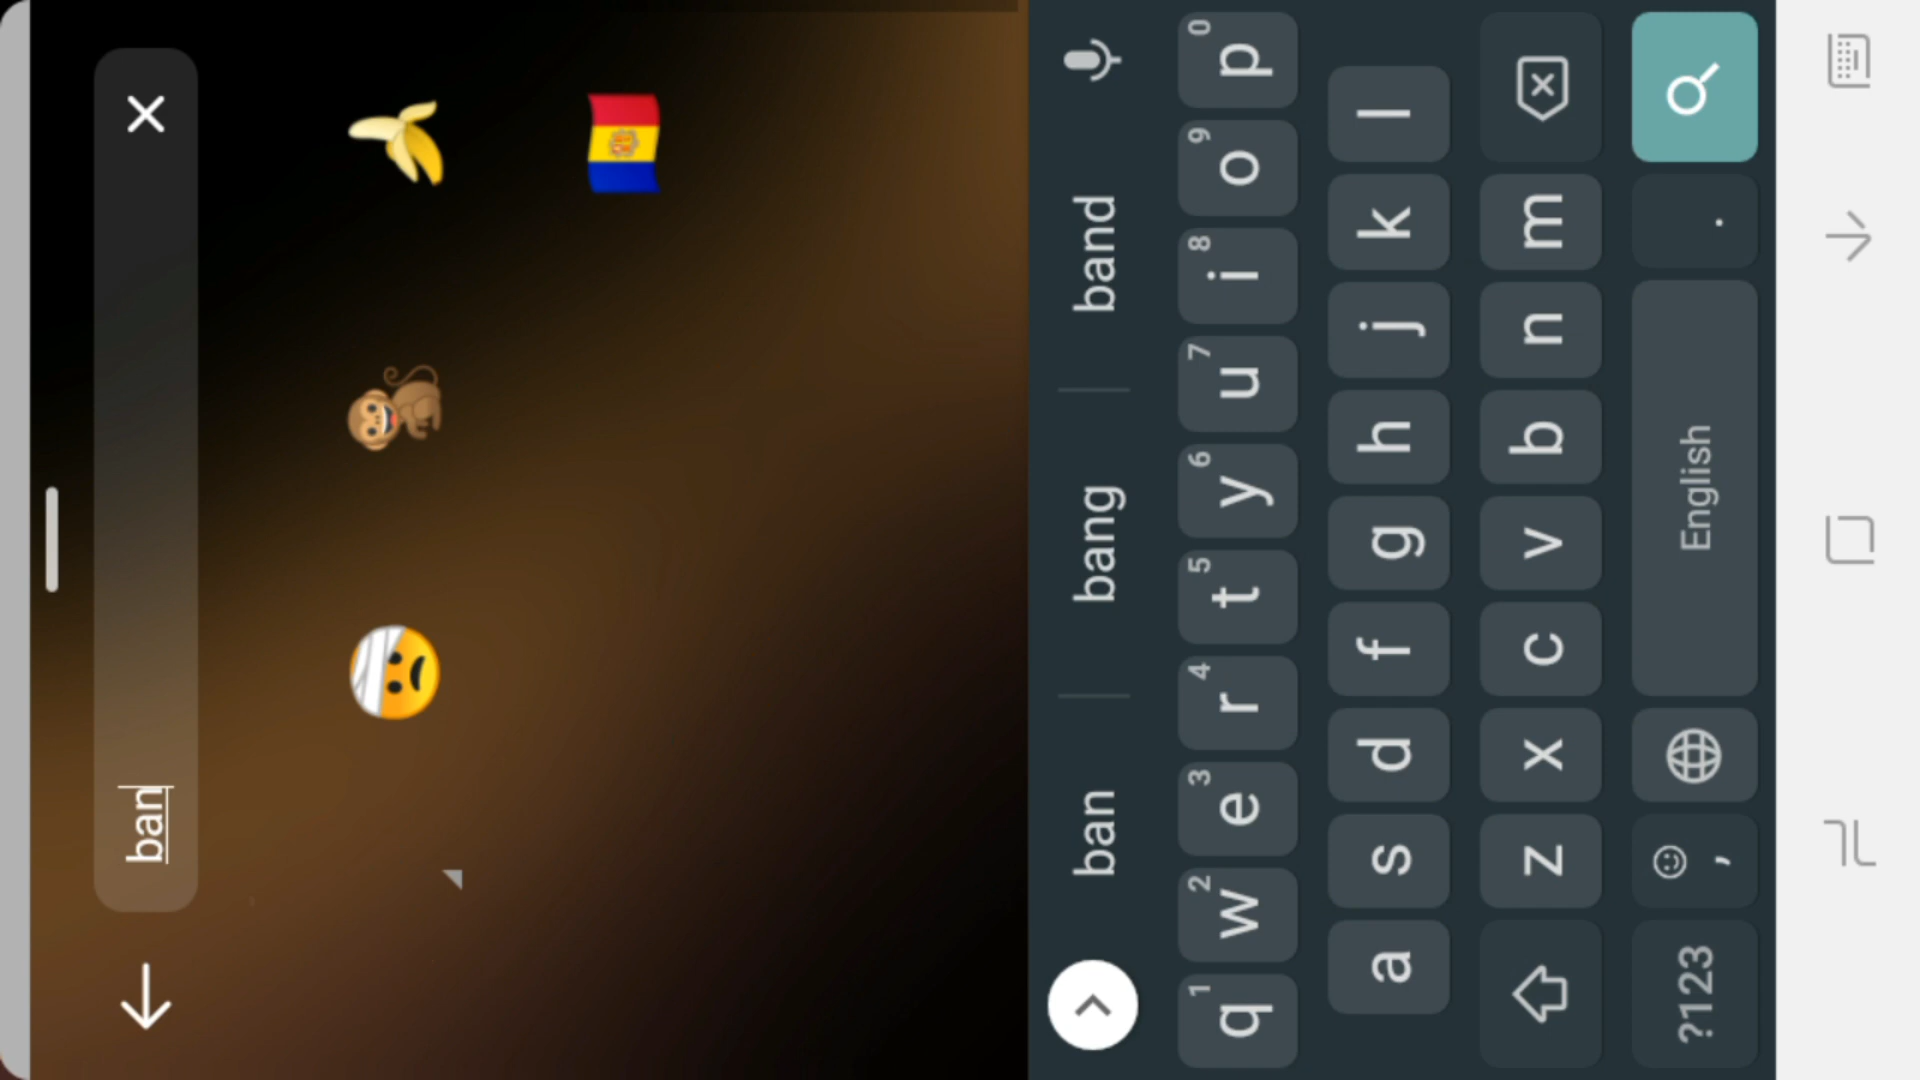 ban
ban bang band
q 1 w 2 e 3 r 4 t 5 y 6 u 7 i 8 o 9 p 0
a s d f g h j k l
z x c v b n m
?123 , English .